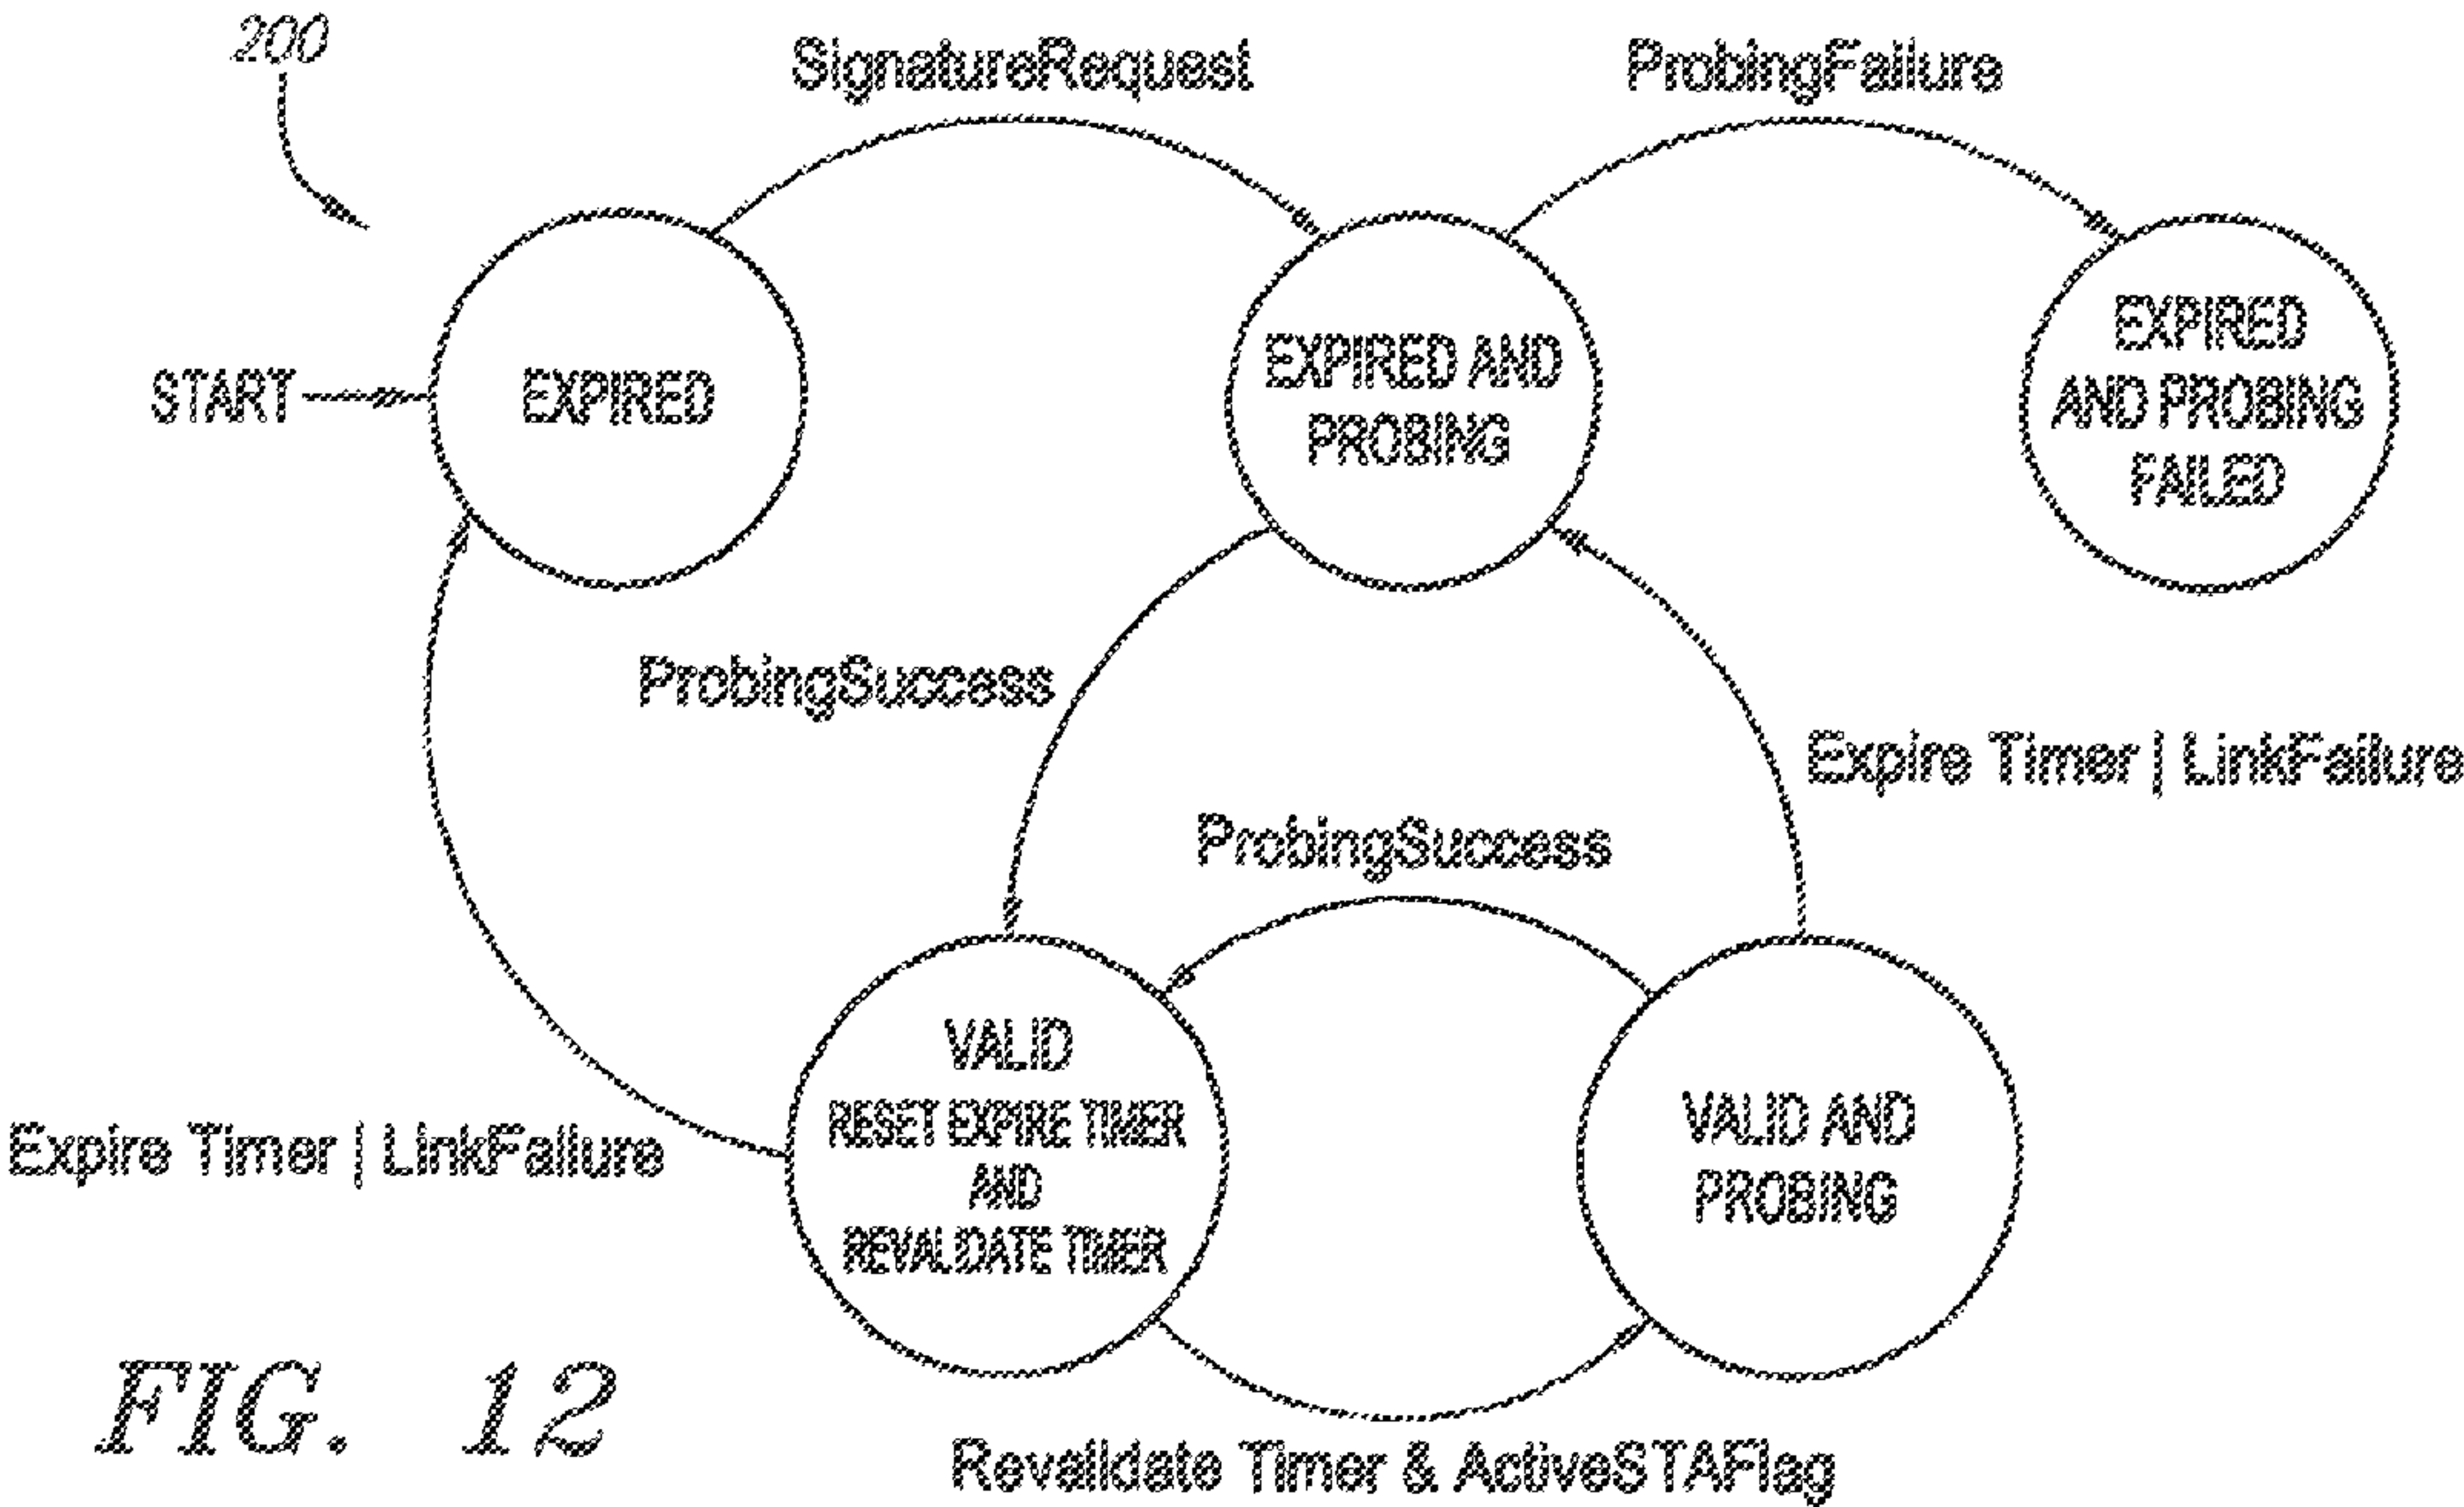 200
SignatureRequest
ProbingFailure
START
EXPIRED
EXPIRED AND
PROBING
EXPIRED
AND PROBING
FAILED
ProbingSuccess
Expire Timer | LinkFailure
ProbingSuccess
VALID
RESET EXPIRE TIMER
AND
REVALIDATE TIMER
VALID AND
PROBING
Expire Timer | LinkFailure
Revalidate Timer & ActiveSTAFlag
FIG. 12